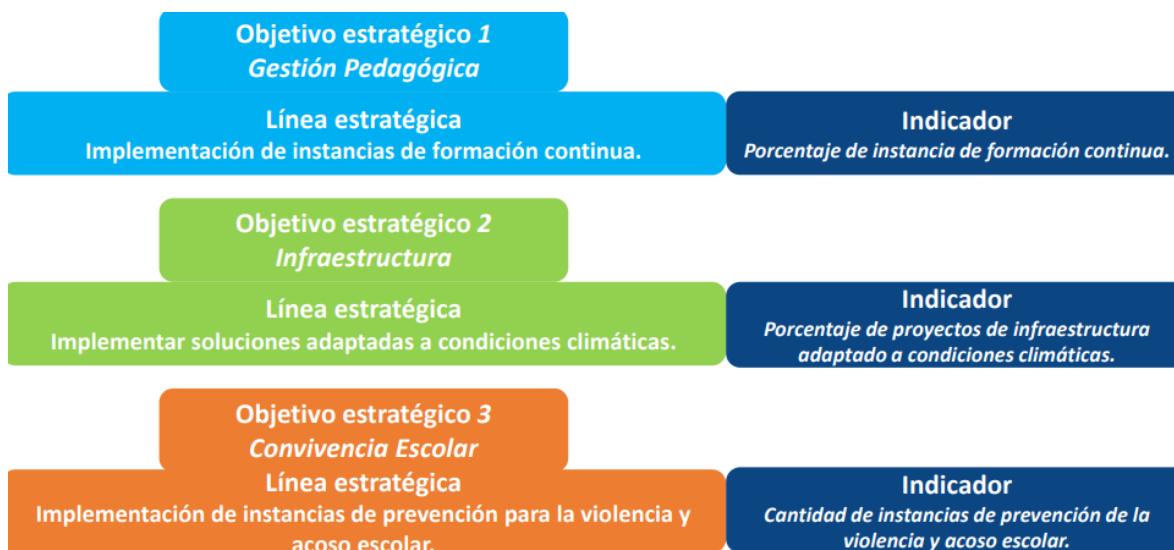 Objetivo estratégico 1
Gestión Pedagógica
Línea estratégica
Implementación de instancias de formación continua.
Indicador
Porcentaje de instancia de formación continua.
Objetivo estratégico 2
Infraestructura
Línea estratégica
Implementar soluciones adaptadas a condiciones climáticas.
Indicador
Porcentaje de proyectos de infraestructura
adaptado a condiciones climáticas.
Objetivo estratégico 3
Convivencia Escolar
Línea estratégica
Implementación de instancias de prevención para la violencia y
acoso escolar.
Indicador
Cantidad de instancias de prevención de la
violencia y acoso escolar.